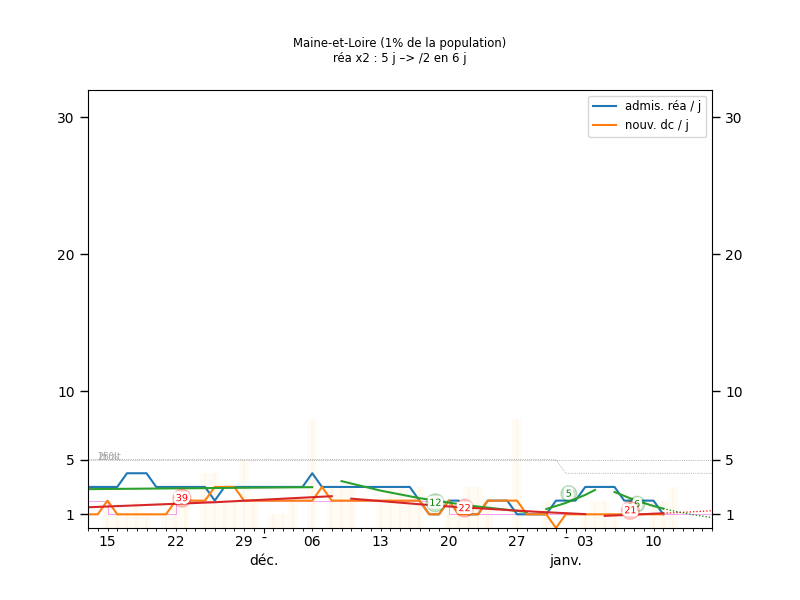 Maine-et-Loire (1% de la population)
réa x2 : 5 j –> /2 en 6 j
admis. réa / j
nouv. dc / j
30 30
20 20
10 10
5 5
1 1
39
12
22
5
6
21
15 22 29 - 06 13 20 27 - 03 10
déc. janv.